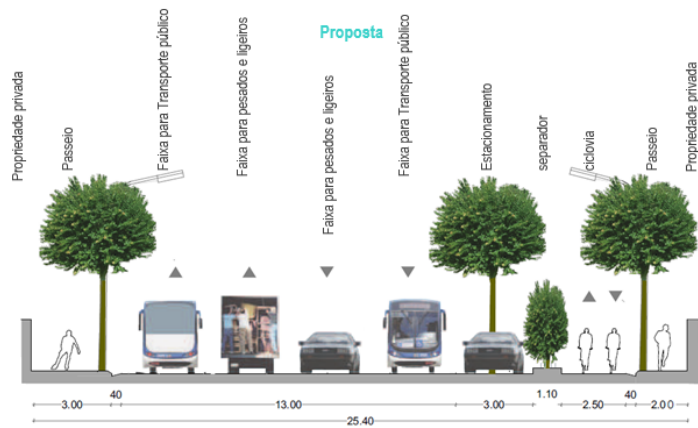 Proposta
Propriedade privada
Passeio
Faixa para Transporte público
Faixa para pesados e ligeiros
Faixa para pesados e ligeiros
Faixa para Transporte público
Estacionamento
separador
ciclovia
Passeio
Propriedade privada
3.00
40
13.00
3.00
1.10
2.50
40
2.00
25.40